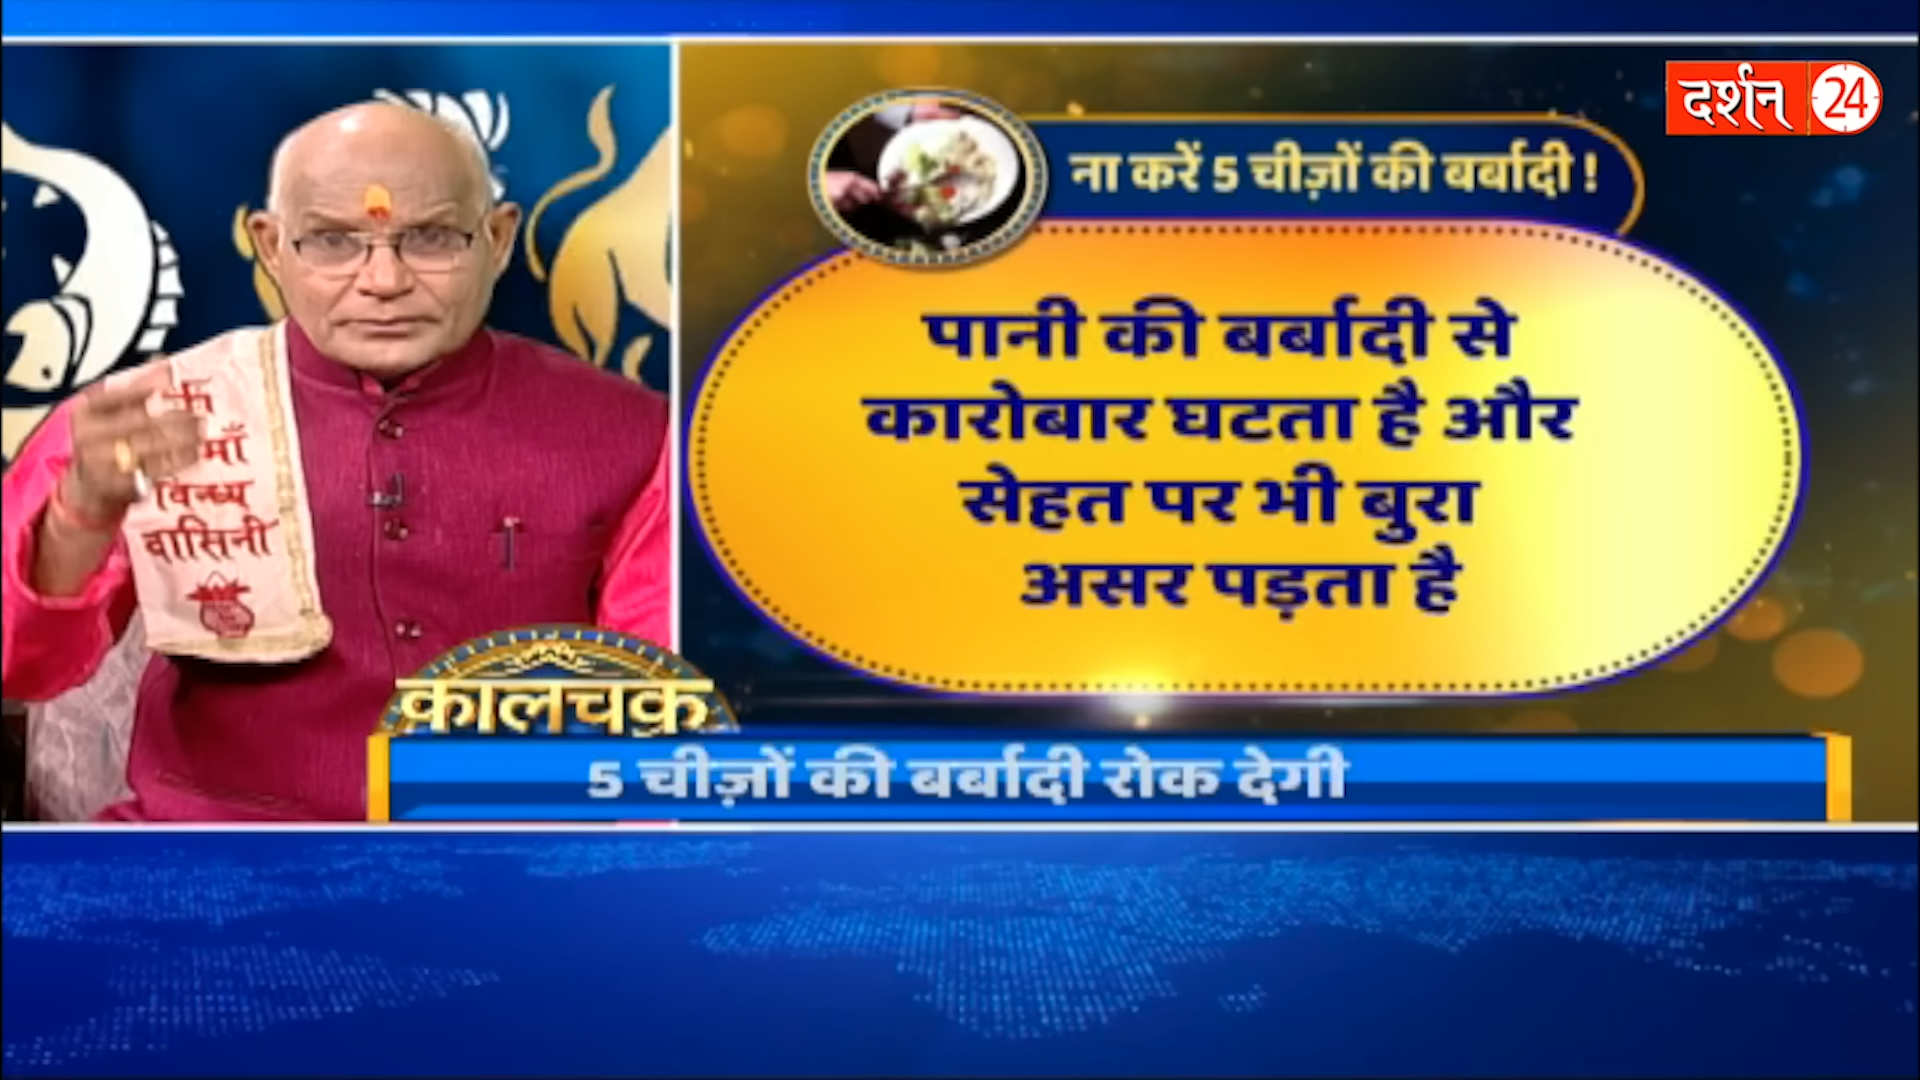 दर्शन 24
ना करें 5 चीज़ों की बर्बादी !
पानी की बर्बादी से
कारोबार घटता है और
सेहत पर भी बुरा
असर पड़ता है
माँ
विन्ध्य
वासिनी
कालचक्र
5 चीज़ों की बर्बादी रोक देगी